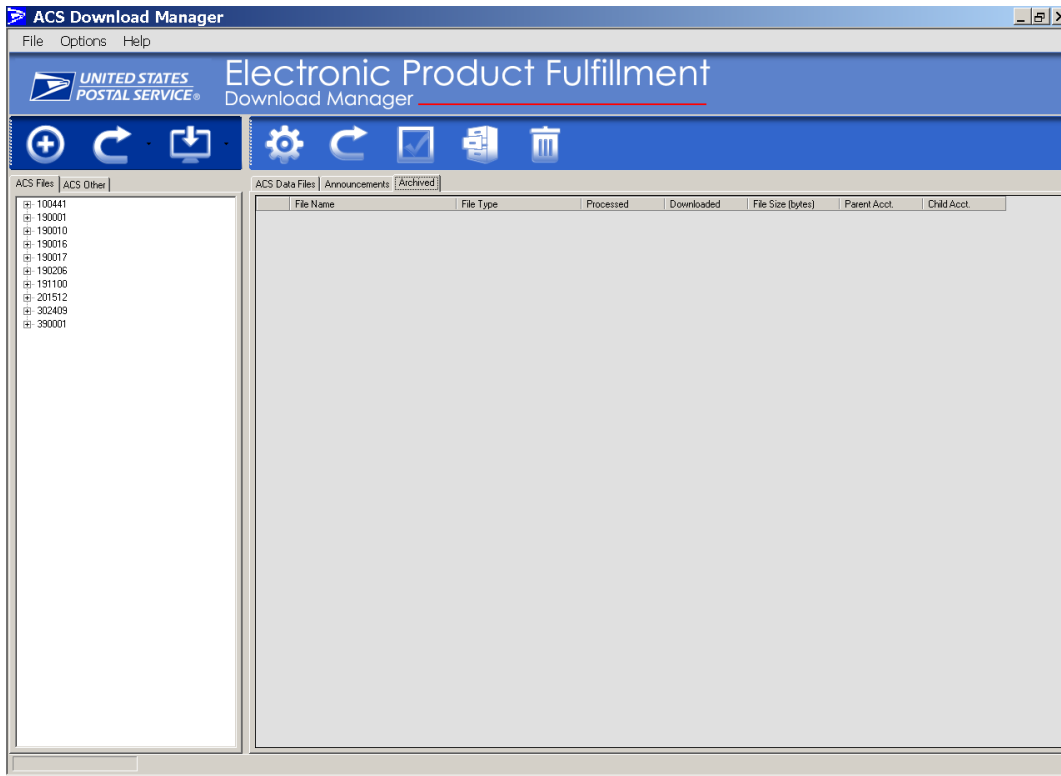 ACS Download Manager
File Options Help
UNITED STATES
POSTAL SERVICE®
Electronic Product Fulfillment
Download Manager
ACS Files ACS Other
ACS Data Files Announcements Archived
File Name File Type Processed Downloaded File Size (bytes) Parent Acct. Child Acct.
100441
190001
190010
190016
190017
190206
191100
201512
302409
390001